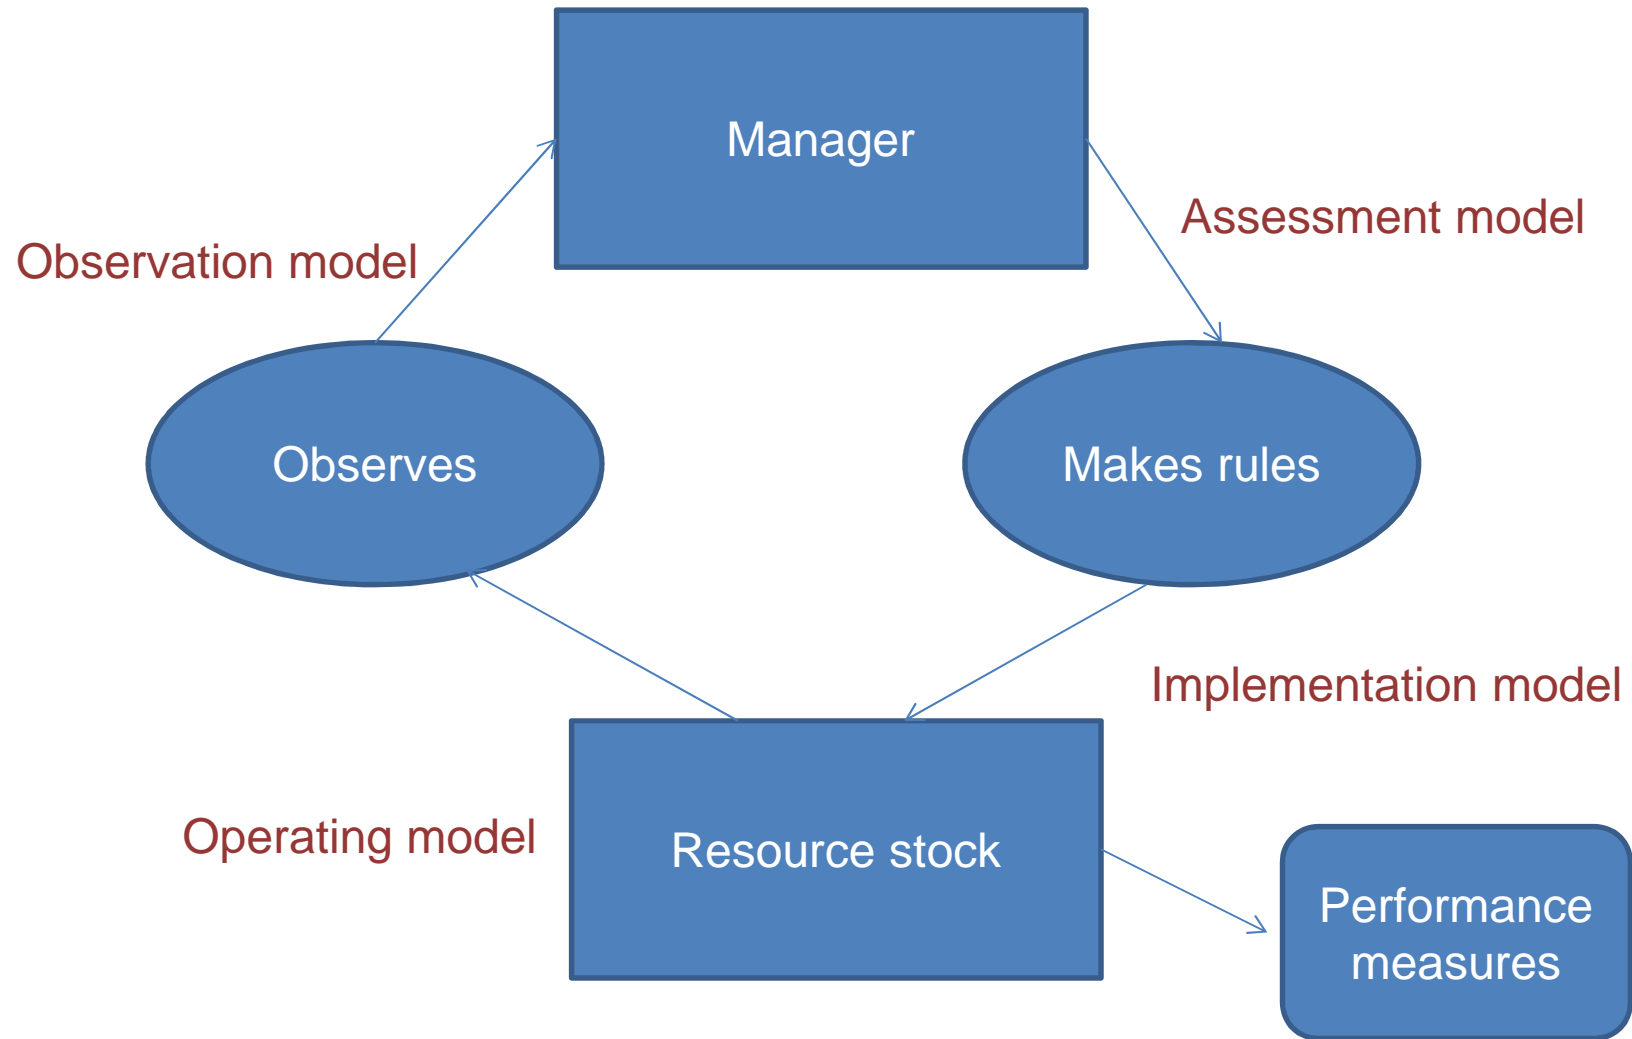 Manager
Assessment model
Observation model
Observes
Makes rules
Implementation model
Operating model
Resource stock
Performance
measures